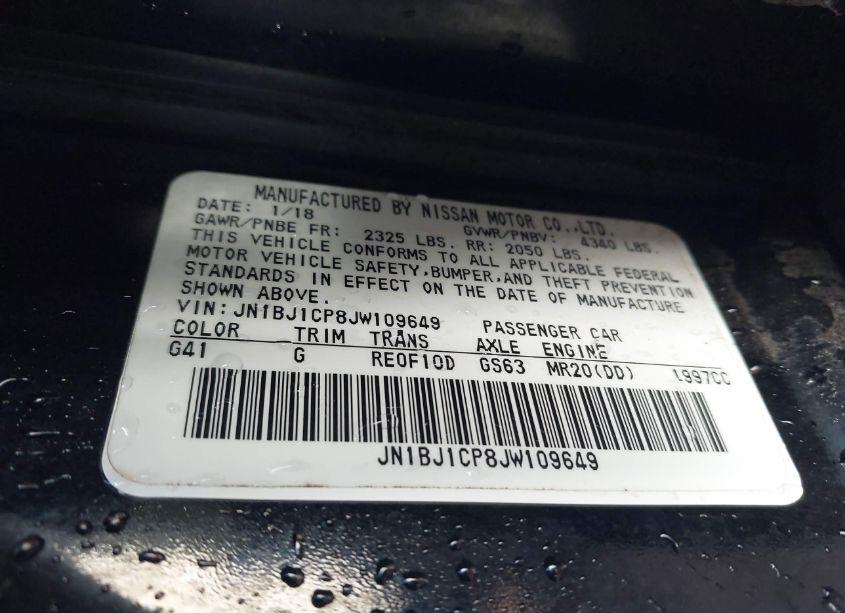 MANUFACTURED BY NISSAN MOTOR CO.,LTD.
DATE: 1/18 GVWR/PNBV: 4340 LBS.
GAWR/PNBE FR: 2325 LBS. RR: 2050 LBS.
THIS VEHICLE CONFORMS TO ALL APPLICABLE FEDERAL
MOTOR VEHICLE SAFETY,BUMPER,AND THEFT PREVENTION
STANDARDS IN EFFECT ON THE DATE OF MANUFACTURE
SHOWN ABOVE.
VIN: JN1BJ1CP8JW109649 PASSENGER CAR
COLOR TRIM TRANS AXLE ENGINE
G41 G RE0F10D GS63 MR20(DD) 1997CC
JN1BJ1CP8JW109649